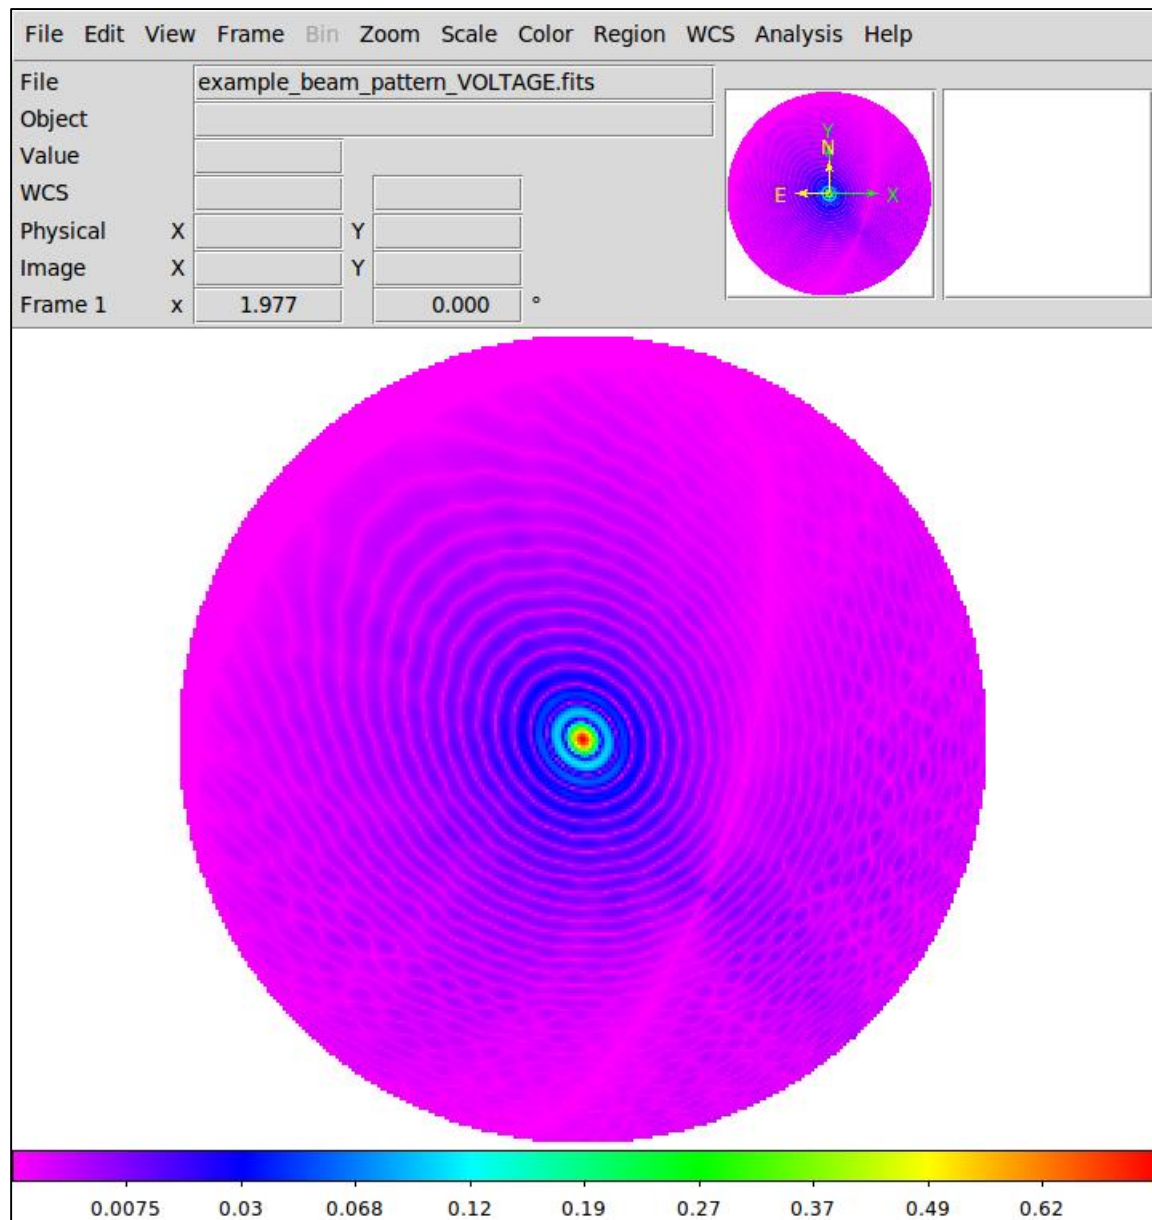 File Edit View Frame Bin Zoom Scale Color Region WCS Analysis Help
File example_beam_pattern_VOLTAGE.fits
Object
Value
WCS
Physical X Y
Image X Y
Frame 1 x 1.977 0.000 °
Y
N
E X
0.0075 0.03 0.068 0.12 0.19 0.27 0.37 0.49 0.62